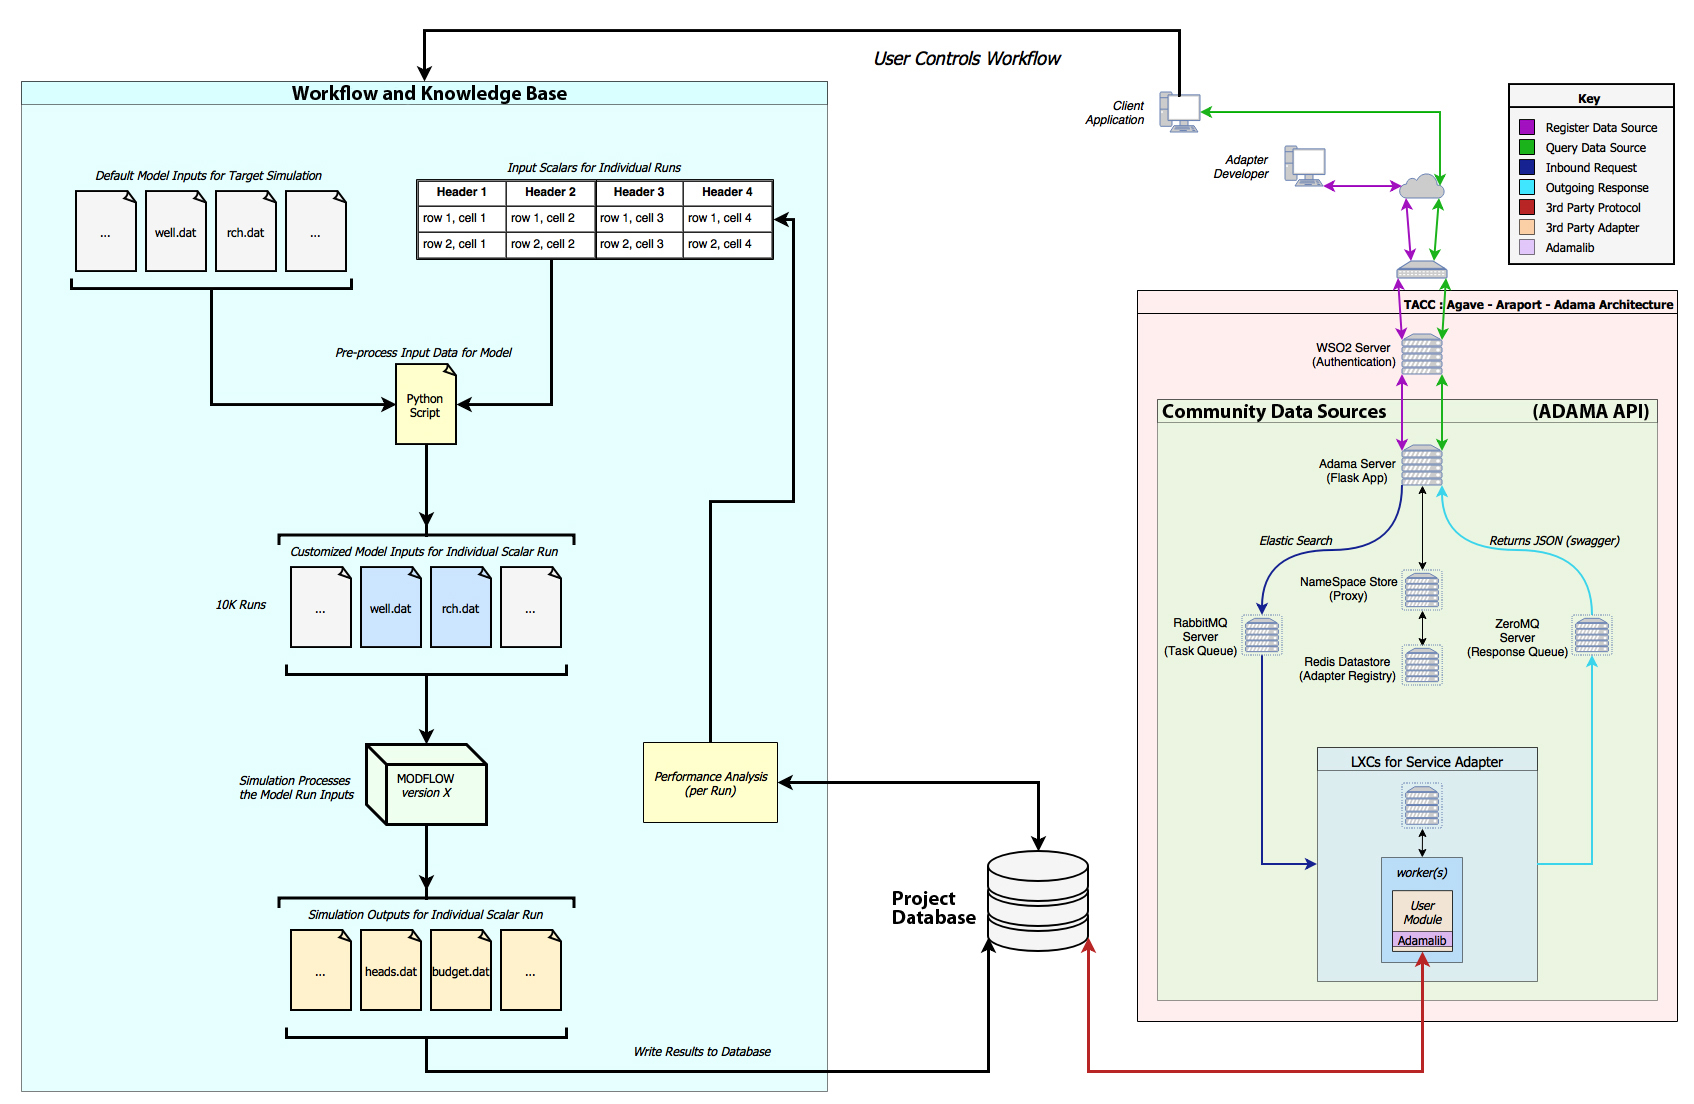 User Controls Workflow
Workflow and Knowledge Base
Default Model Inputs for Target Simulation
...
well.dat
rch.dat
...
Input Scalars for Individual Runs
Header 1 Header 2 Header 3 Header 4
row 1, cell 1 row 1, cell 2 row 1, cell 3 row 1, cell 4
row 2, cell 1 row 2, cell 2 row 2, cell 3 row 2, cell 4
Pre-process Input Data for Model
Python
Script
Customized Model Inputs for Individual Scalar Run
10K Runs
...
well.dat
rch.dat
...
Simulation Processes
the Model Run Inputs
MODFLOW
version X
Performance Analysis
(per Run)
Simulation Outputs for Individual Scalar Run
...
heads.dat
budget.dat
...
Write Results to Database
Project
Database
Client
Application
Adapter
Developer
Key
Register Data Source
Query Data Source
Inbound Request
Outgoing Response
3rd Party Protocol
3rd Party Adapter
Adamalib
TACC : Agave - Araport - Adama Architecture
WSO2 Server
(Authentication)
Community Data Sources (ADAMA API)
Adama Server
(Flask App)
Elastic Search
Returns JSON (swagger)
NameSpace Store
(Proxy)
RabbitMQ
Server
(Task Queue)
ZeroMQ
Server
(Response Queue)
Redis Datastore
(Adapter Registry)
LXCs for Service Adapter
worker(s)
User
Module
Adamalib